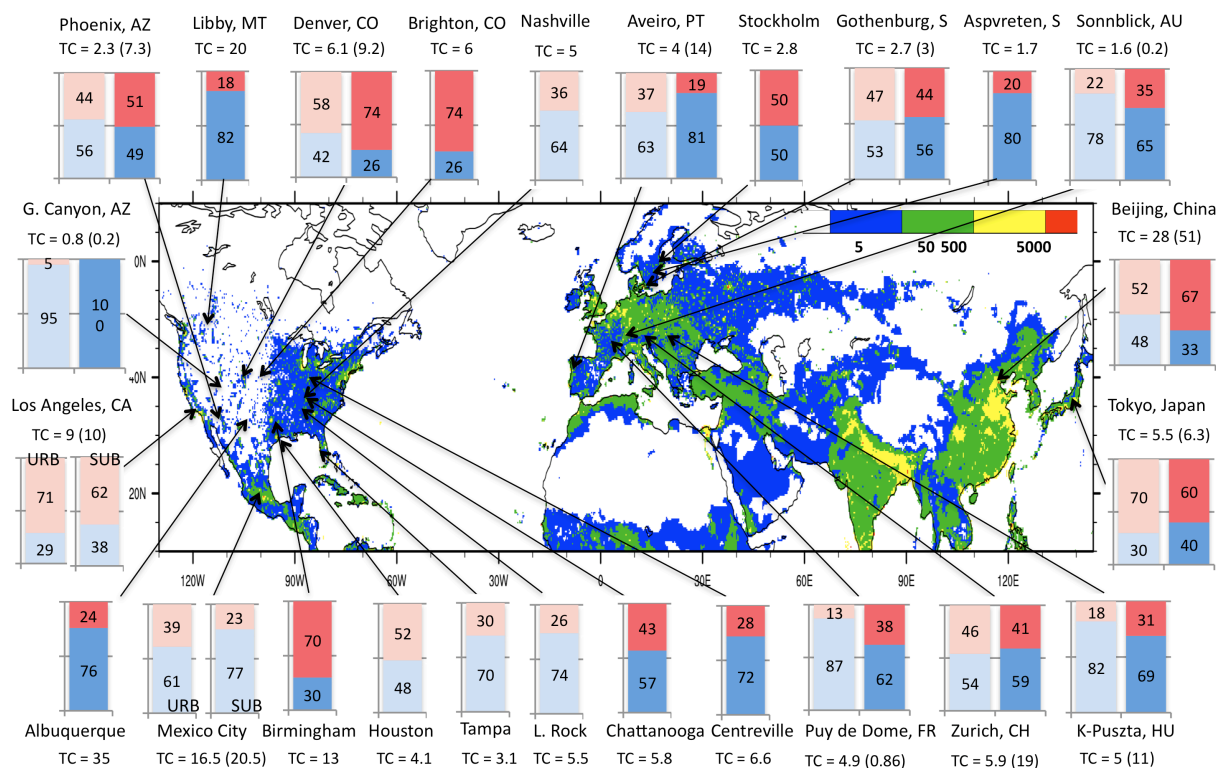 Phoenix, AZ
TC = 2.3 (7.3)
Libby, MT
TC = 20
Denver, CO
TC = 6.1 (9.2)
Brighton, CO
TC = 6
Nashville
TC = 5
Aveiro, PT
TC = 4 (14)
Stockholm
TC = 2.8
Gothenburg, S
TC = 2.7 (3)
Aspvreten, S
TC = 1.7
Sonnblick, AU
TC = 1.6 (0.2)
44 51 18 58 74 74 36 37 19 50 47 44 20 22 35
56 49 82 42 26 26 64 63 81 50 53 56 80 78 65
G. Canyon, AZ
TC = 0.8 (0.2)
5
95
10
0
Los Angeles, CA
TC = 9 (10)
URB SUB
71 62
29 38
5 50 500 5000
0N
40N
20N
120W 90W 60W 30W 0 30E 60E 90E 120E
Beijing, China
TC = 28 (51)
52 67
48 33
Tokyo, Japan
TC = 5.5 (6.3)
70 60
30 40
24 39 23 70 52 30 26 43 28 13 38 46 41 18 31
76 61 77 30 48 70 74 57 72 87 62 54 59 82 69
URB SUB
Albuquerque
TC = 35
Mexico City
TC = 16.5 (20.5)
Birmingham
TC = 13
Houston
TC = 4.1
Tampa
TC = 3.1
L. Rock
TC = 5.5
Chattanooga
TC = 5.8
Centreville
TC = 6.6
Puy de Dome, FR
TC = 4.9 (0.86)
Zurich, CH
TC = 5.9 (19)
K-Puszta, HU
TC = 5 (11)